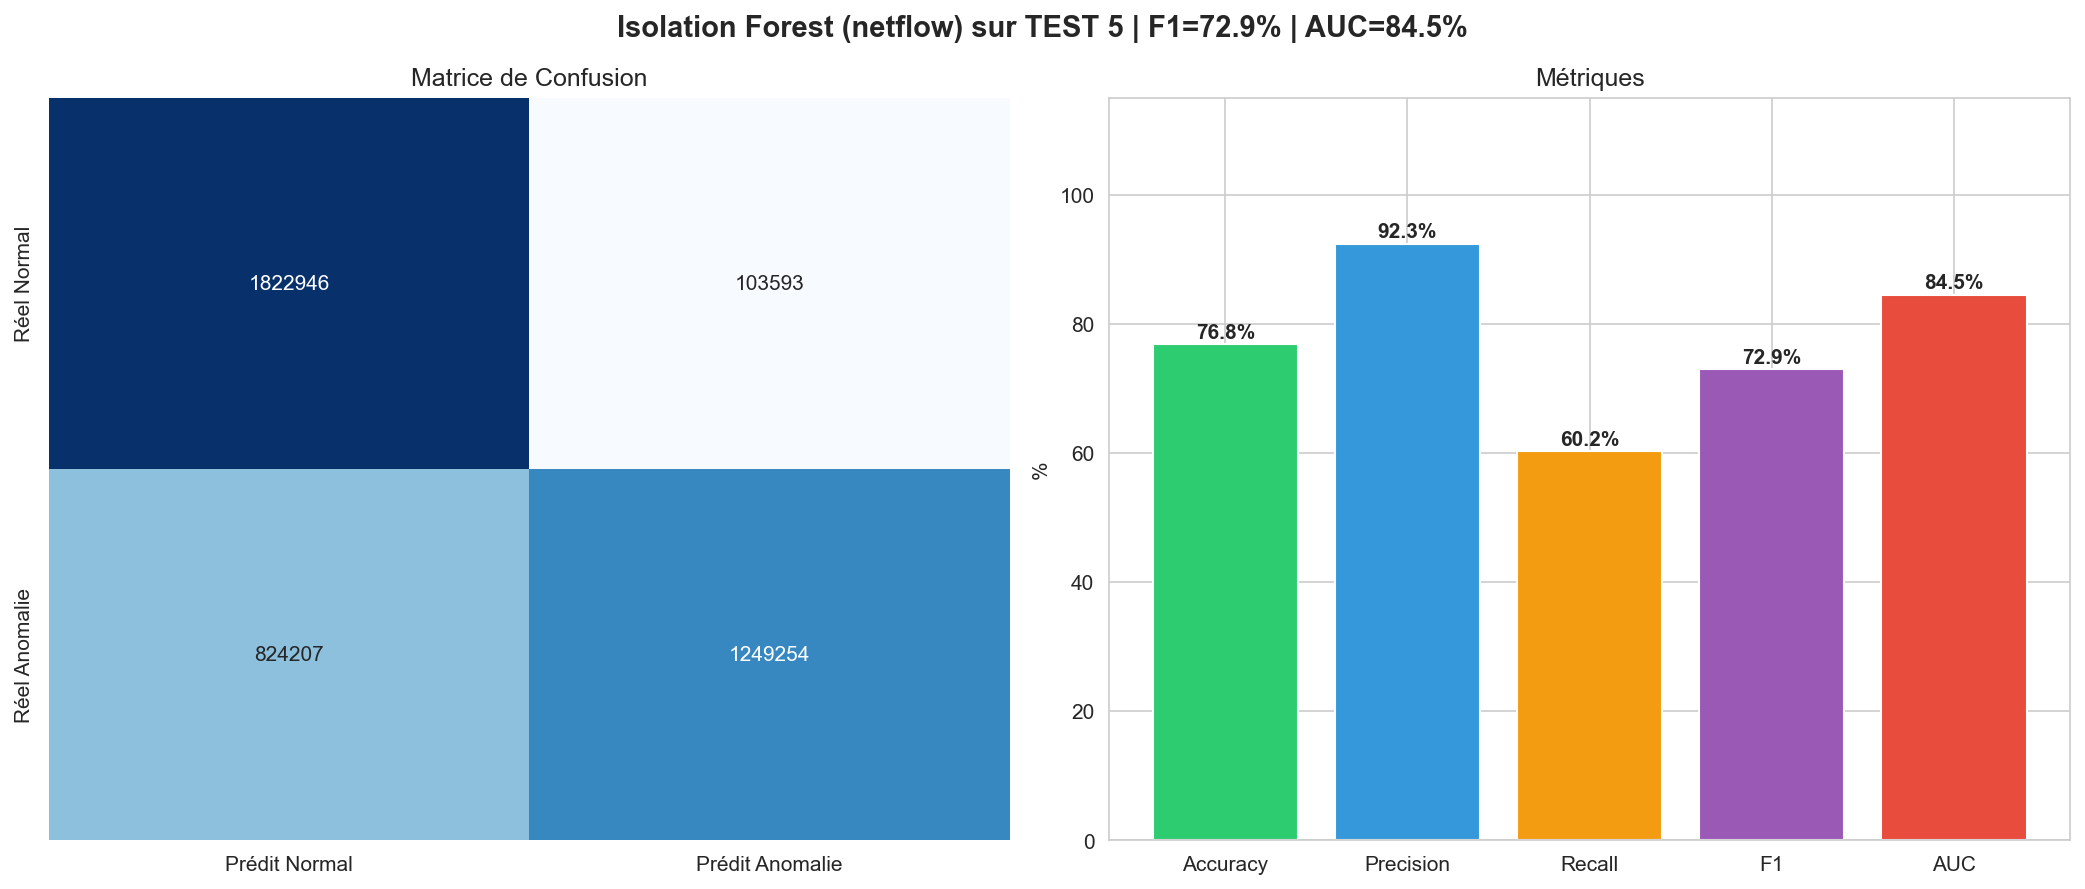 Isolation Forest (netflow) sur TEST 5 | F1=72.9% | AUC=84.5%
Matrice de Confusion
Réel Normal
1822946
103593
Réel Anomalie
824207
1249254
Prédit Normal
Prédit Anomalie
Métriques
%
100
80
60
40
20
0
76.8%
92.3%
60.2%
72.9%
84.5%
Accuracy
Precision
Recall
F1
AUC